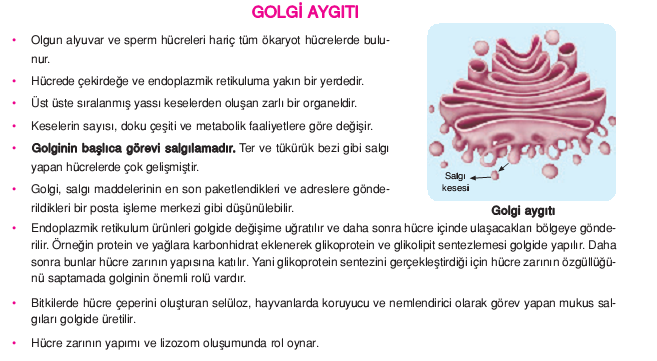 GOLGİ AYGITI
• Olgun alyuvar ve sperm hücreleri hariç tüm ökaryot hücrelerde bulu-
nur.
• Hücrede çekirdeğe ve endoplazmik retikuluma yakın bir yerdedir.
• Üst üste sıralanmış yassı keselerden oluşan zarlı bir organeldir.
• Keselerin sayısı, doku çeşiti ve metabolik faaliyetlere göre değişir.
• Golginin başlıca görevi salgılamadır. Ter ve tükürük bezi gibi salgı
yapan hücrelerde çok gelişmiştir.
• Golgi, salgı maddelerinin en son paketlendikleri ve adreslere gönde-
rildikleri bir posta işleme merkezi gibi düşünülebilir.
Salgı
kesesi
Golgi aygıtı
• Endoplazmik retikulum ürünleri golgide değişime uğratılır ve daha sonra hücre içinde ulaşacakları bölgeye gönde-
rilir. Örneğin protein ve yağlara karbonhidrat eklenerek glikoprotein ve glikolipit sentezlemesi golgide yapılır. Daha
sonra bunlar hücre zarının yapısına katılır. Yani glikoprotein sentezini gerçekleştirdiği için hücre zarının özgüllüğü-
nü saptamada golginin önemli rolü vardır.
• Bitkilerde hücre çeperini oluşturan selüloz, hayvanlarda koruyucu ve nemlendirici olarak görev yapan mukus sal-
gıları golgide üretilir.
• Hücre zarının yapımı ve lizozom oluşumunda rol oynar.